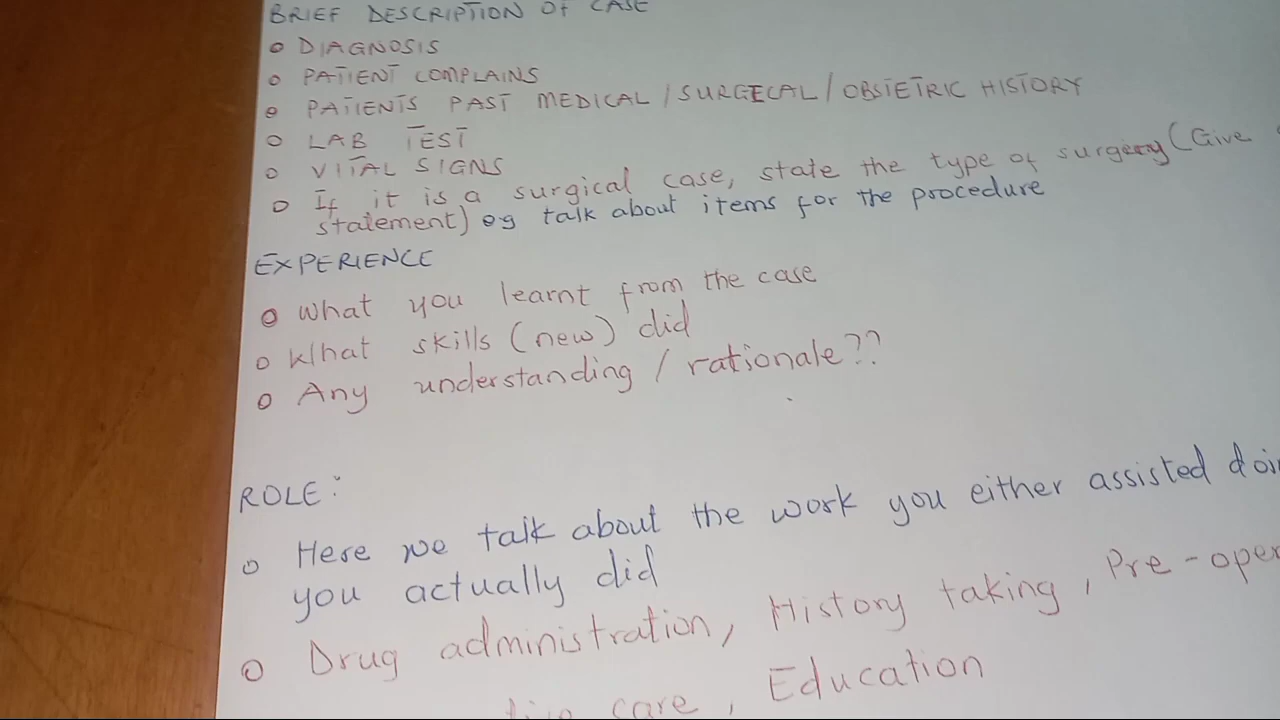 BRIEF DESCRIPTION OF CASE
o DIAGNOSIS
o PATIENT COMPLAINS
o PATIENTS PAST MEDICAL / SURGECAL / OBSTETRIC HISTORY
o LAB TEST
o VITAL SIGNS
o If it is a surgical case, state the type of surgery (Give
statement) eg talk about items for the procedure
EXPERIENCE
o What you learnt from the case
o What skills (new) did
o Any understanding / rationale??
ROLE:
o Here we talk about the work you either assisted doin
you actually did
o Drug administration, History taking, Pre-oper
care, Education